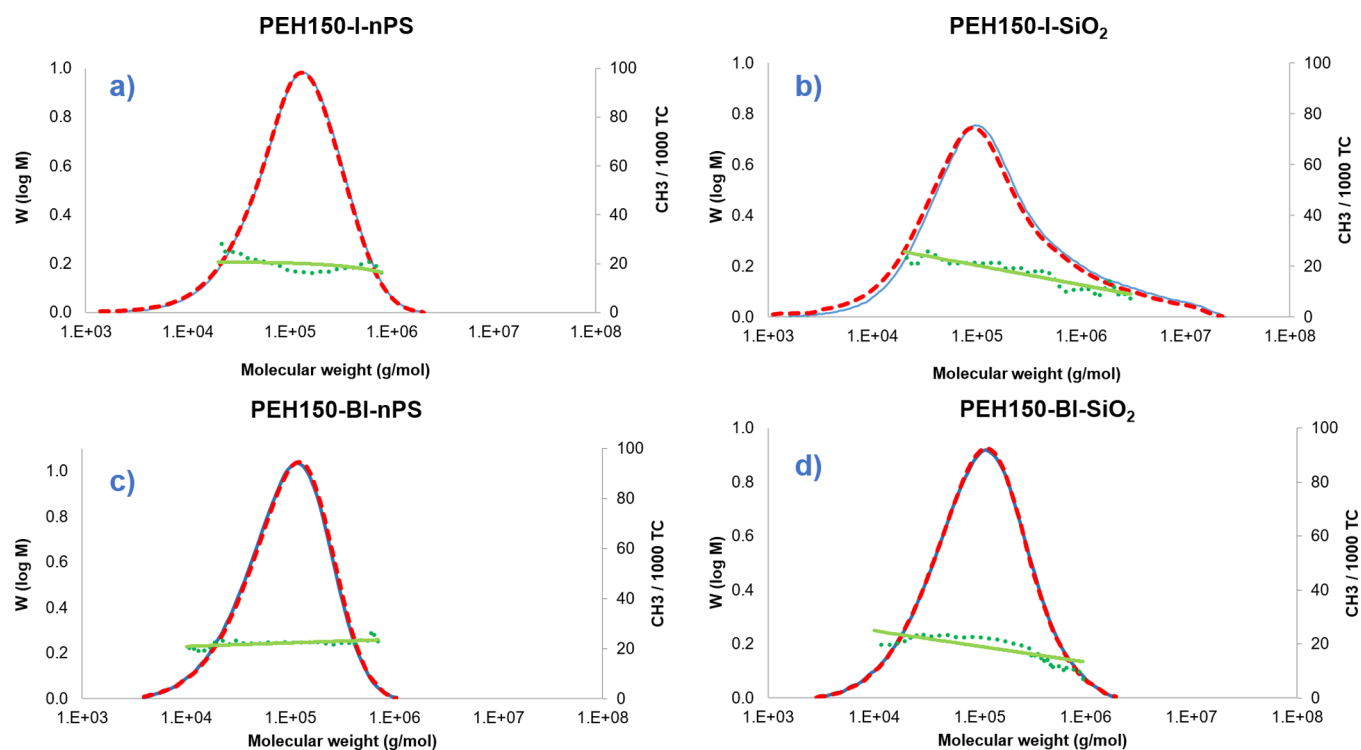 PEH150-I-nPS
a)
1.0
0.8
0.6
0.4
0.2
0.0
W (log M)
100
80
60
40
20
0
CH3 / 1000 TC
1.E+03 1.E+04 1.E+05 1.E+06 1.E+07 1.E+08
Molecular weight (g/mol)
PEH150-I-SiO₂
b)
1.0
0.8
0.6
0.4
0.2
0.0
W (log M)
100
80
60
40
20
0
CH3 / 1000 TC
1.E+03 1.E+04 1.E+05 1.E+06 1.E+07 1.E+08
Molecular weight (g/mol)
PEH150-BI-nPS
c)
1.0
0.8
0.6
0.4
0.2
0.0
W (log M)
100
80
60
40
20
0
CH3 / 1000 TC
1.E+03 1.E+04 1.E+05 1.E+06 1.E+07 1.E+08
Molecular weight (g/mol)
PEH150-BI-SiO₂
d)
1.0
0.8
0.6
0.4
0.2
0.0
W (log M)
100
80
60
40
20
0
CH3 / 1000 TC
1.E+03 1.E+04 1.E+05 1.E+06 1.E+07 1.E+08
Molecular weight (g/mol)